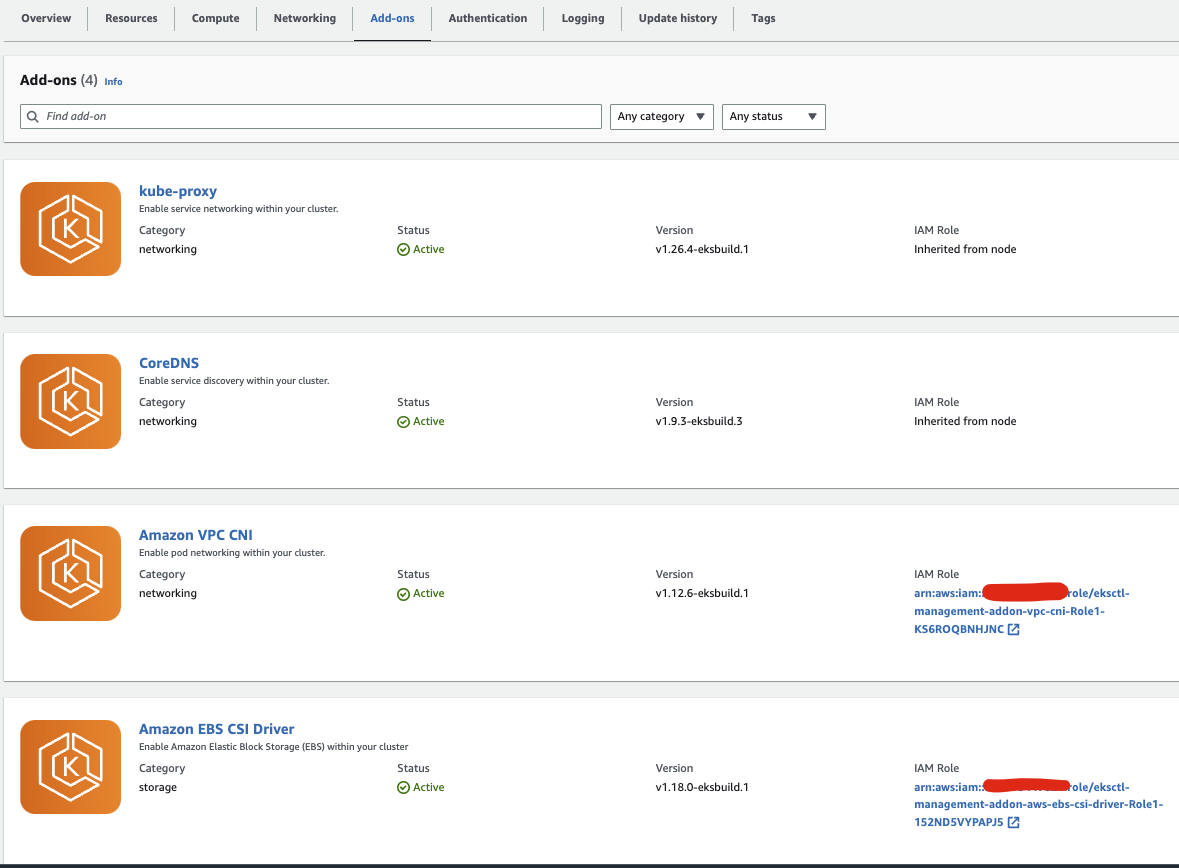 Overview Resources Compute Networking Add-ons Authentication Logging Update history Tags
Add-ons (4) Info
Find add-on Any category Any status
kube-proxy
Enable service networking within your cluster.
Category Status Version IAM Role
networking Active v1.26.4-eksbuild.1 Inherited from node
CoreDNS
Enable service discovery within your cluster.
Category Status Version IAM Role
networking Active v1.9.3-eksbuild.3 Inherited from node
Amazon VPC CNI
Enable pod networking within your cluster.
Category Status Version IAM Role
networking Active v1.12.6-eksbuild.1 arn:aws:iam:: role/eksctl-
management-addon-vpc-cni-Role1-
KS6ROQBNHJNC
Amazon EBS CSI Driver
Enable Amazon Elastic Block Storage (EBS) within your cluster
Category Status Version IAM Role
storage Active v1.18.0-eksbuild.1 arn:aws:iam:: role/eksctl-
management-addon-aws-ebs-csi-driver-Role1-
152ND5VYPAPJ5
K
K
K
K